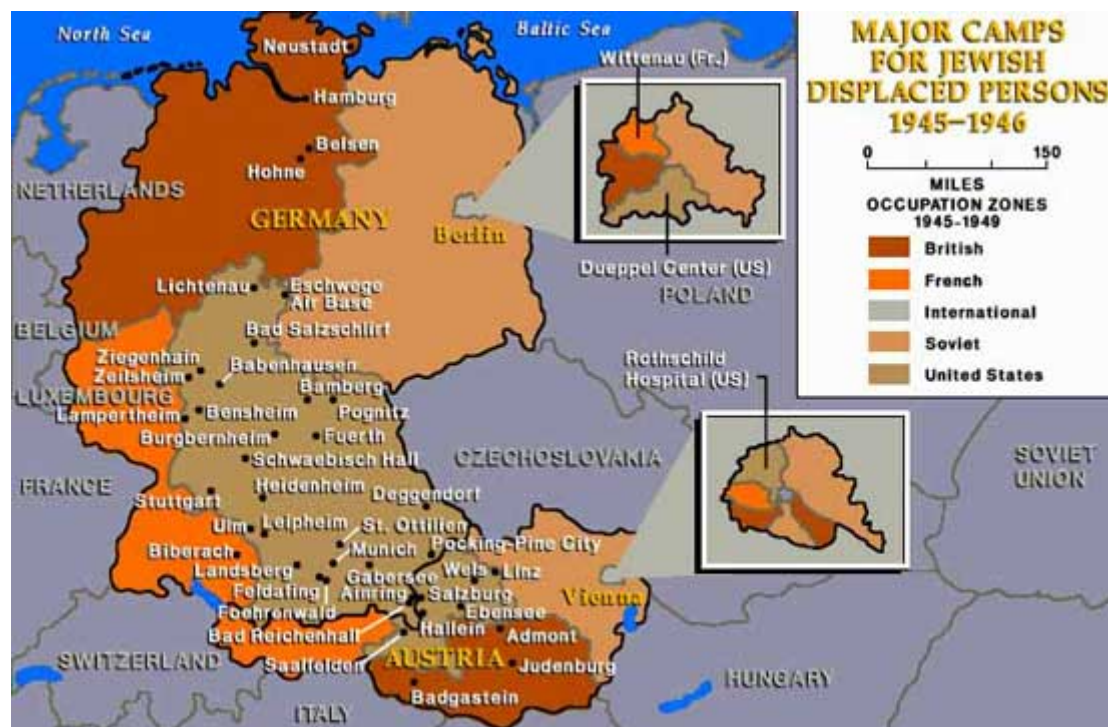 North Sea
Baltic Sea
Neustadt
Hamburg
Belsen
Hohne
NETHERLANDS
GERMANY
Berlin
Wittenau (Fr.)
Dueppel Center (US)
POLAND
Lichtenau
Eschwege
Air Base
BELGIUM
Bad Salzschlirf
Ziegenhain
Zeilsheim
Babenhausen
LUXEMBOURG
Bamberg
Lampertheim
Bensheim
Pognitz
Burgbernheim
Fuerth
Schwaebisch Hall
CZECHOSLOVAKIA
FRANCE
Heidenheim
Stuttgart
Deggendorf
Ulm
Leipheim
St. Ottilien
Biberach
Munich
Pocking-Pine City
Landsberg
Gabersee
Wels
Linz
Feldafing
Ainring
Salzburg
Vienna
Foehrenwald
Ebensee
Bad Reichenhall
Hallein
Admont
SWITZERLAND
Saalfelden
AUSTRIA
Judenburg
Badgastein
ITALY
HUNGARY
Rothschild
Hospital (US)
SOVIET
UNION
MAJOR CAMPS
FOR JEWISH
DISPLACED PERSONS
1945–1946
0 150
MILES
OCCUPATION ZONES
1945-1949
British
French
International
Soviet
United States